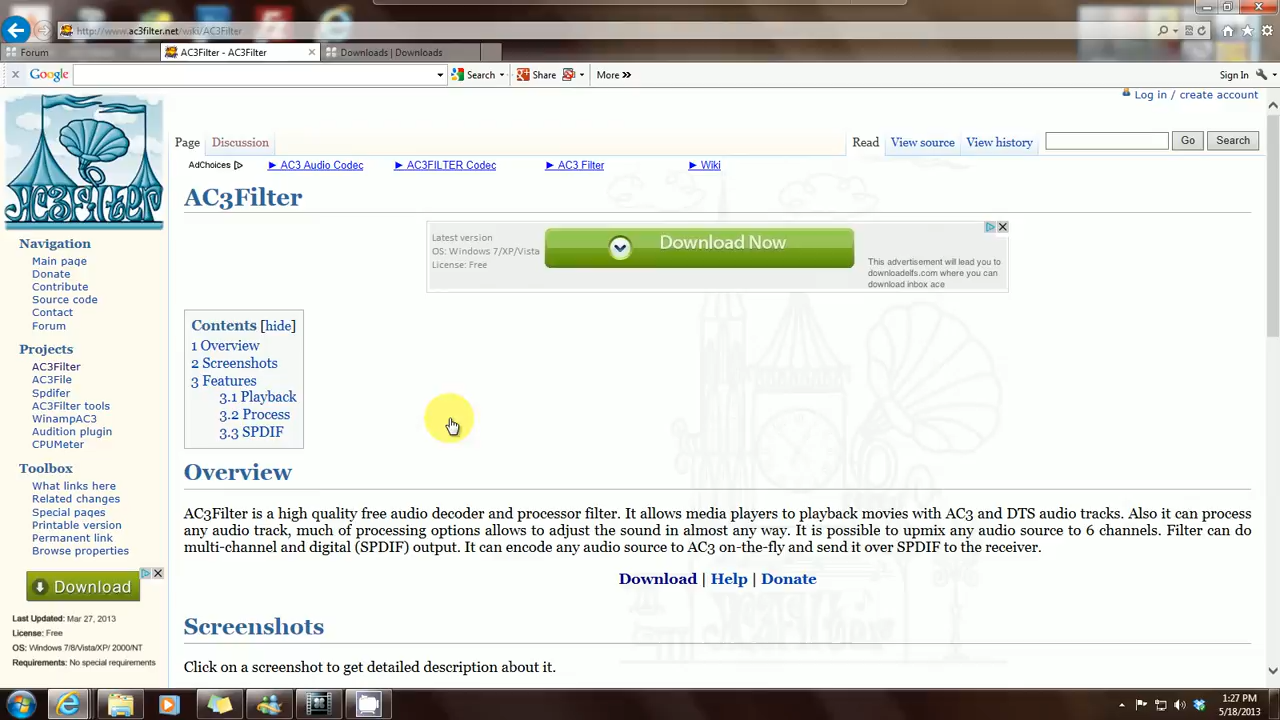 http://www.ac3filter.net/wiki/AC3Filter
Forum
AC3Filter - AC3Filter
Downloads | Downloads
Google
Search
Share
More »
Sign In
AC3FilTER
Log in / create account
Page
Discussion
Read
View source
View history
Go
Search
AdChoices
► AC3 Audio Codec
► AC3FILTER Codec
► AC3 Filter
► Wiki
AC3Filter
Latest version
OS: Windows 7/XP/Vista
License: Free
Download Now
This advertisement will lead you to
downloadelfs.com where you can
download inbox ace
Navigation
Main page
Donate
Contribute
Source code
Contact
Forum
Projects
AC3Filter
AC3File
Spdifer
AC3Filter tools
WinampAC3
Audition plugin
CPUMeter
Toolbox
What links here
Related changes
Special pages
Printable version
Permanent link
Browse properties
Download
Last Updated: Mar 27, 2013
License: Free
OS: Windows 7/8/Vista/XP/ 2000/NT
Requirements: No special requirements
Contents [hide]
1 Overview
2 Screenshots
3 Features
3.1 Playback
3.2 Process
3.3 SPDIF
Overview
AC3Filter is a high quality free audio decoder and processor filter. It allows media players to playback movies with AC3 and DTS audio tracks. Also it can process
any audio track, much of processing options allows to adjust the sound in almost any way. It is possible to upmix any audio source to 6 channels. Filter can do
multi-channel and digital (SPDIF) output. It can encode any audio source to AC3 on-the-fly and send it over SPDIF to the receiver.
Download | Help | Donate
Screenshots
Click on a screenshot to get detailed description about it.
1:27 PM
5/18/2013